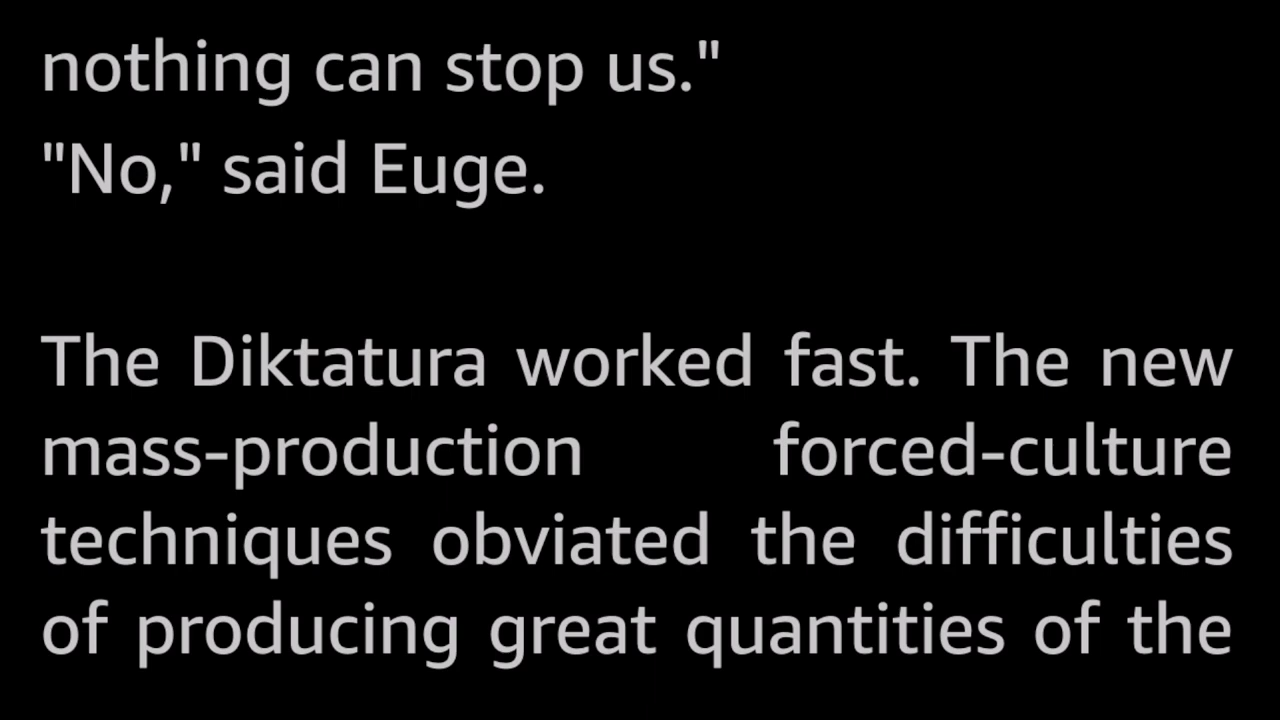 nothing can stop us."
"No," said Euge.
The Diktatura worked fast. The new
mass-production forced-culture
techniques obviated the difficulties
of producing great quantities of the